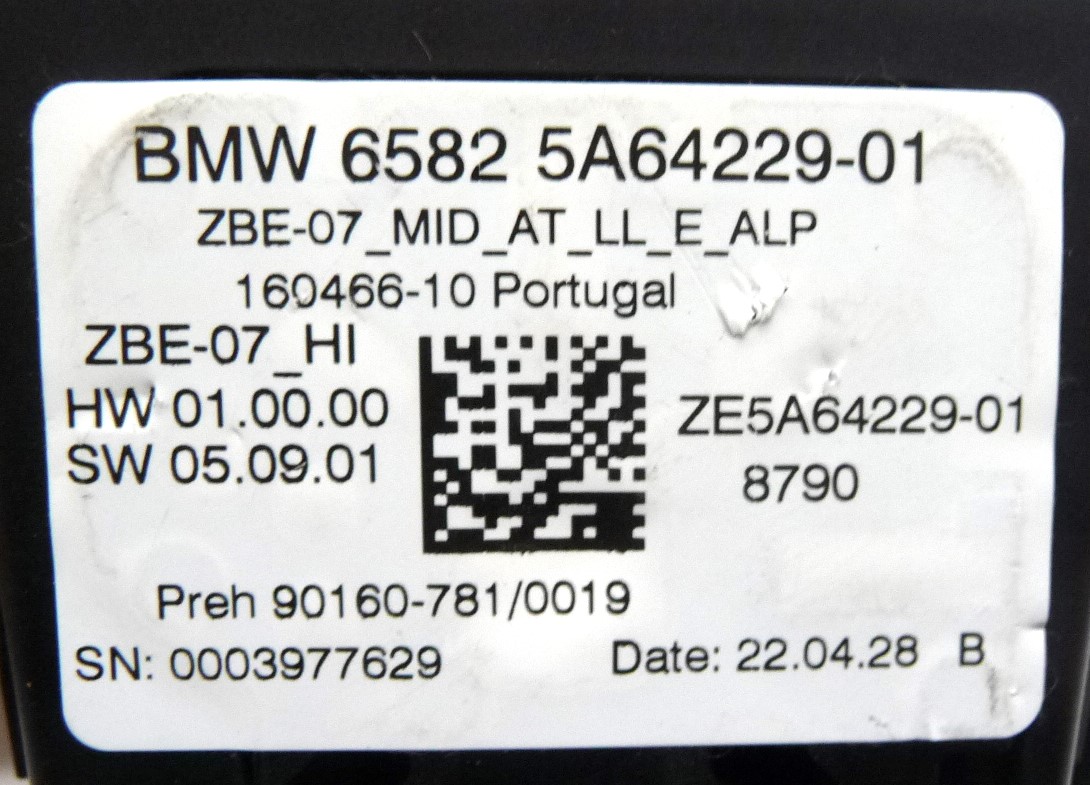 BMW 6582 5A64229-01
ZBE-07_MID_AT_LL_E_ALP
160466-10 Portugal
ZBE-07_HI
HW 01.00.00
SW 05.09.01
ZE5A64229-01
8790
Preh 90160-781/0019
SN: 0003977629 Date: 22.04.28 B